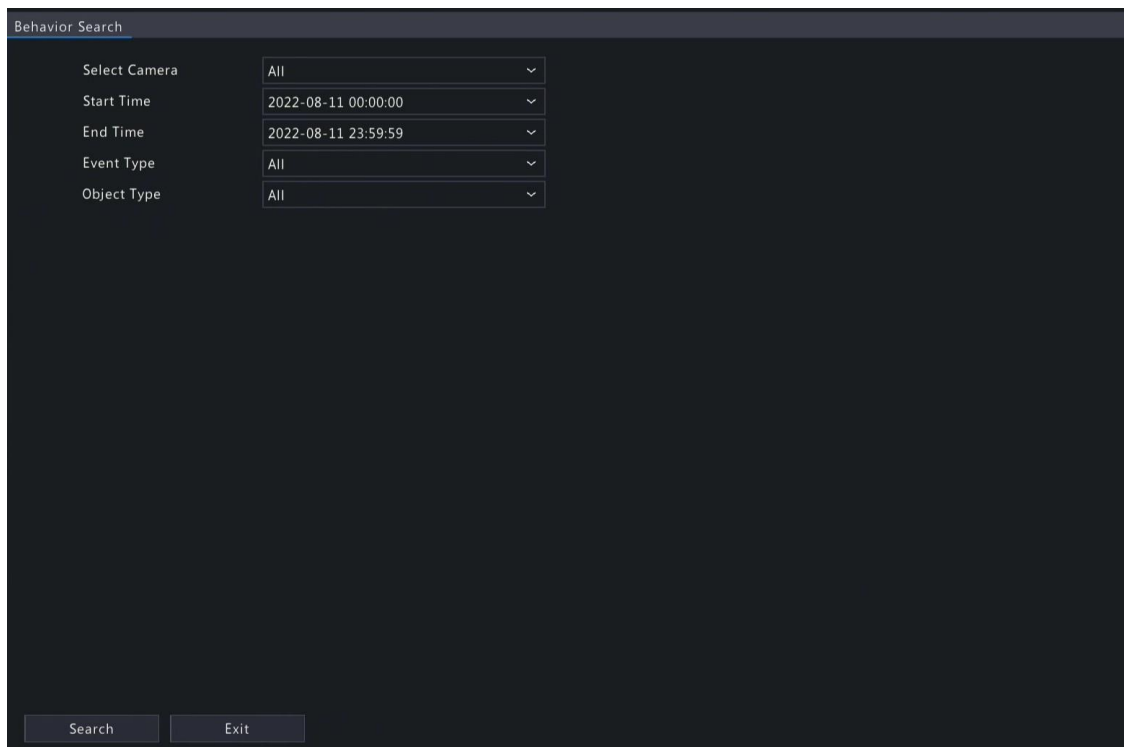 Behavior Search
Select Camera All
Start Time 2022-08-11 00:00:00
End Time 2022-08-11 23:59:59
Event Type All
Object Type All
Search Exit